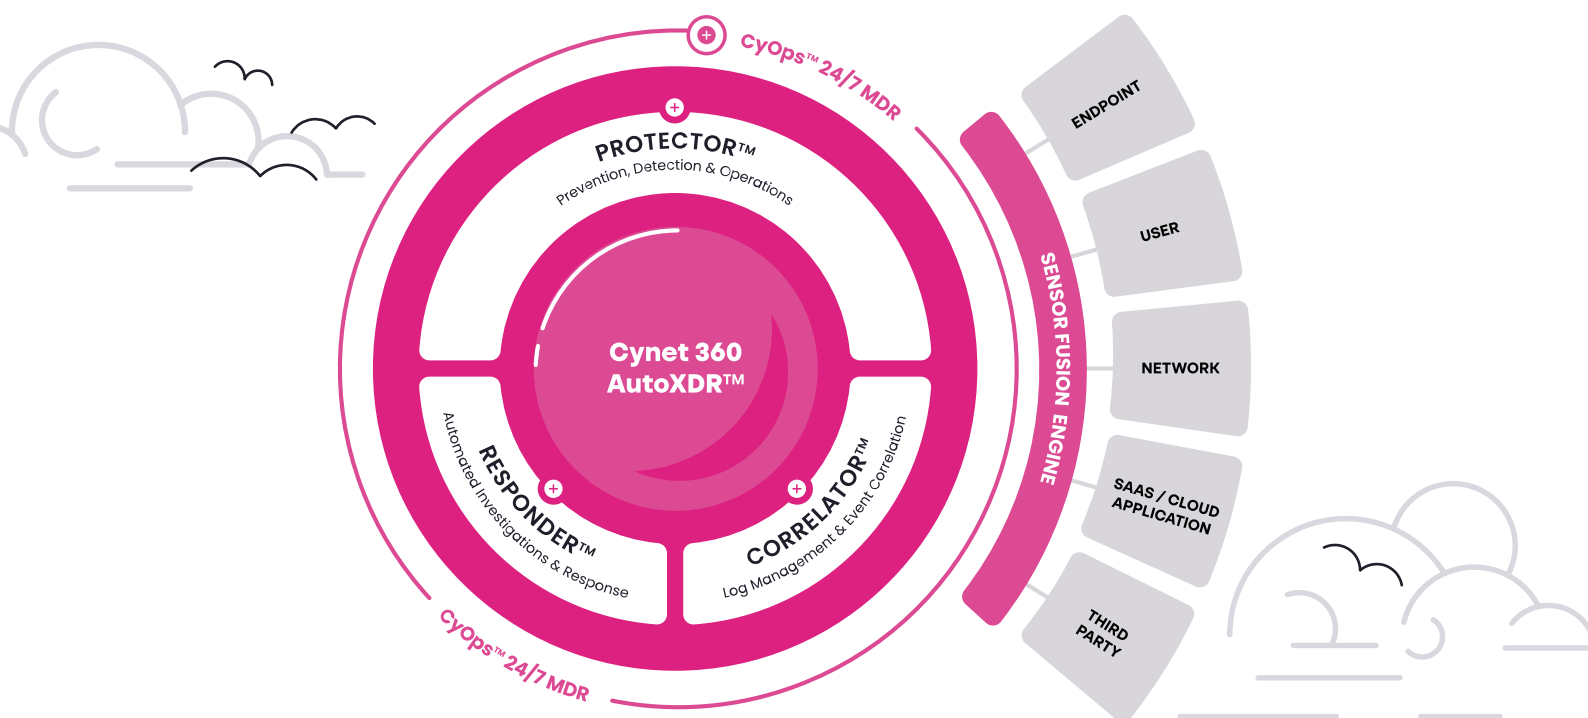 CyOps™ 24/7 MDR
PROTECTOR™
Prevention, Detection & Operations
Cynet 360
AutoXDR™
RESPONDER™
Automated Investigations & Response
CORRELATOR™
Log Management & Event Correlation
CyOps™ 24/7 MDR
SENSOR FUSION ENGINE
ENDPOINT
USER
NETWORK
SAAS / CLOUD
APPLICATION
THIRD
PARTY